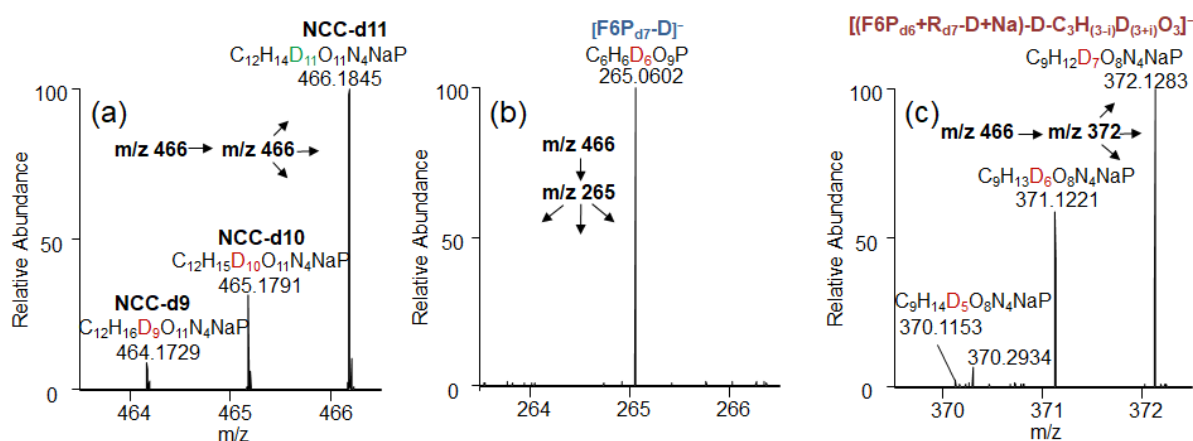 (a)
NCC-d11
C₁₂H₁₄D₁₁O₁₁N₄NaP
466.1845
m/z 466 → m/z 466
NCC-d10
C₁₂H₁₅D₁₀O₁₁N₄NaP
465.1791
NCC-d9
C₁₂H₁₆D₉O₁₁N₄NaP
464.1729
Relative Abundance
100
50
0
464 465 466
m/z
(b)
[F6P_d7-D]⁻
C₆H₆D₆O₉P
265.0602
m/z 466
m/z 265
Relative Abundance
100
50
0
264 265 266
m/z
(c)
[(F6P_d6+R_d7-D+Na)-D-C₃H₍₃₋ᵢ₎D₍₃₊ᵢ₎O₃]⁻
C₉H₁₂D₇O₈N₄NaP
372.1283
m/z 466 → m/z 372
C₉H₁₃D₆O₈N₄NaP
371.1221
C₉H₁₄D₅O₈N₄NaP
370.1153
370.2934
Relative Abundance
100
50
0
370 371 372
m/z